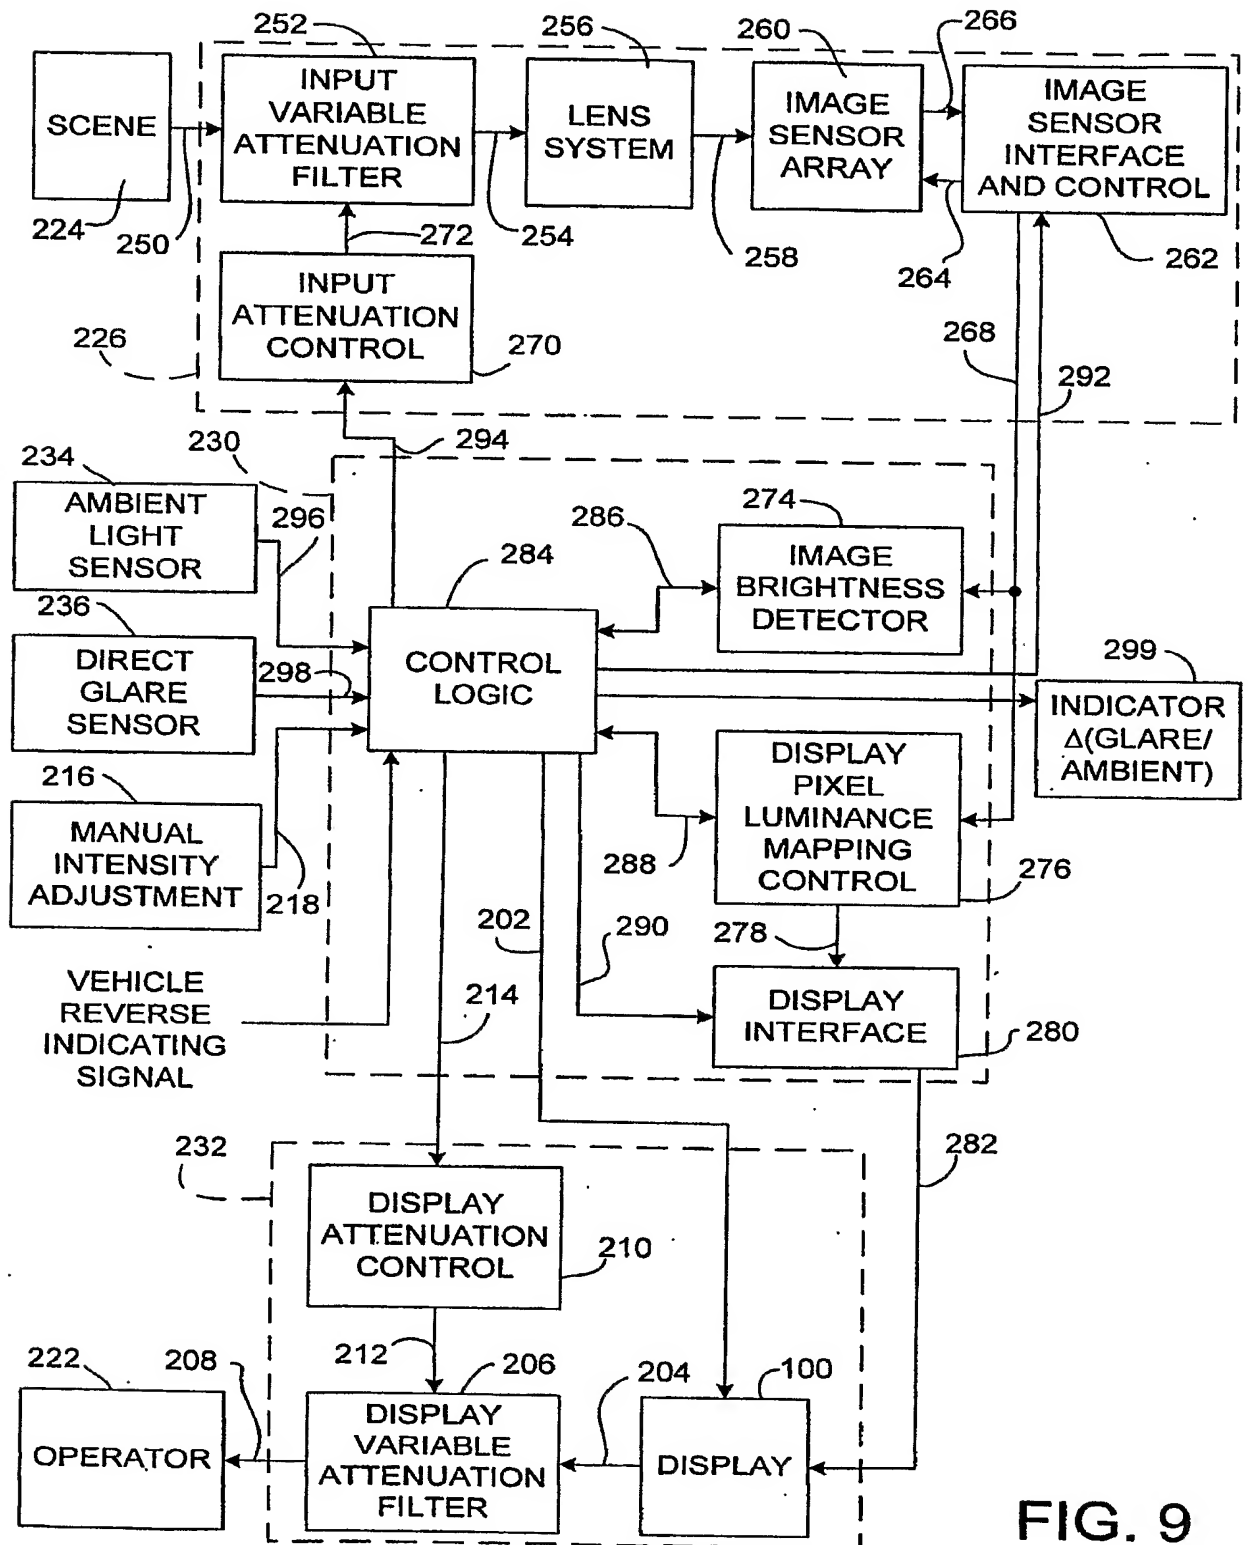 252
256
260
266
SCENE
INPUT
VARIABLE
ATTENUATION
FILTER
LENS
SYSTEM
IMAGE
SENSOR
ARRAY
IMAGE
SENSOR
INTERFACE
AND CONTROL
224
250
272
254
258
264
262
INPUT
ATTENUATION
CONTROL
226
270
268
292
294
230
234
AMBIENT
LIGHT
SENSOR
296
284
286
274
IMAGE
BRIGHTNESS
DETECTOR
236
DIRECT
GLARE
SENSOR
298
CONTROL
LOGIC
299
INDICATOR
Δ(GLARE/
AMBIENT)
216
MANUAL
INTENSITY
ADJUSTMENT
218
288
DISPLAY
PIXEL
LUMINANCE
MAPPING
CONTROL
276
202
290
278
VEHICLE
REVERSE
INDICATING
SIGNAL
214
DISPLAY
INTERFACE
280
232
282
DISPLAY
ATTENUATION
CONTROL
210
222
208
212
206
204
100
OPERATOR
DISPLAY
VARIABLE
ATTENUATION
FILTER
DISPLAY
FIG. 9